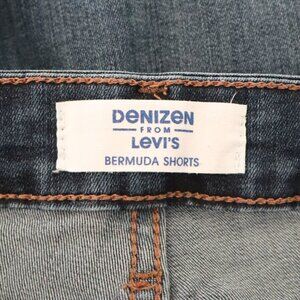 DENIZEN
FROM
LEVI'S
BERMUDA SHORTS